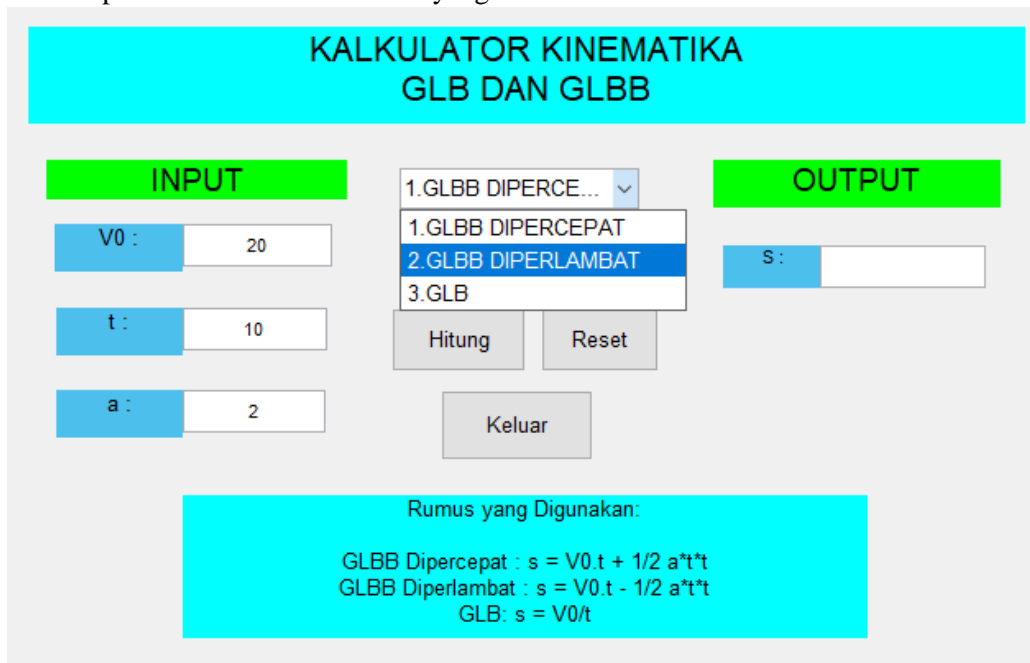 KALKULATOR KINEMATIKA
GLB DAN GLBB
INPUT
1.GLBB DIPERCE...
OUTPUT
1.GLBB DIPERCEPAT
2.GLBB DIPERLAMBAT
3.GLB
V0 :
20
s :
t :
10
Hitung
Reset
a :
2
Keluar
Rumus yang Digunakan:
GLBB Dipercepat : s = V0.t + 1/2 a*t*t
GLBB Diperlambat : s = V0.t - 1/2 a*t*t
GLB: s = V0/t